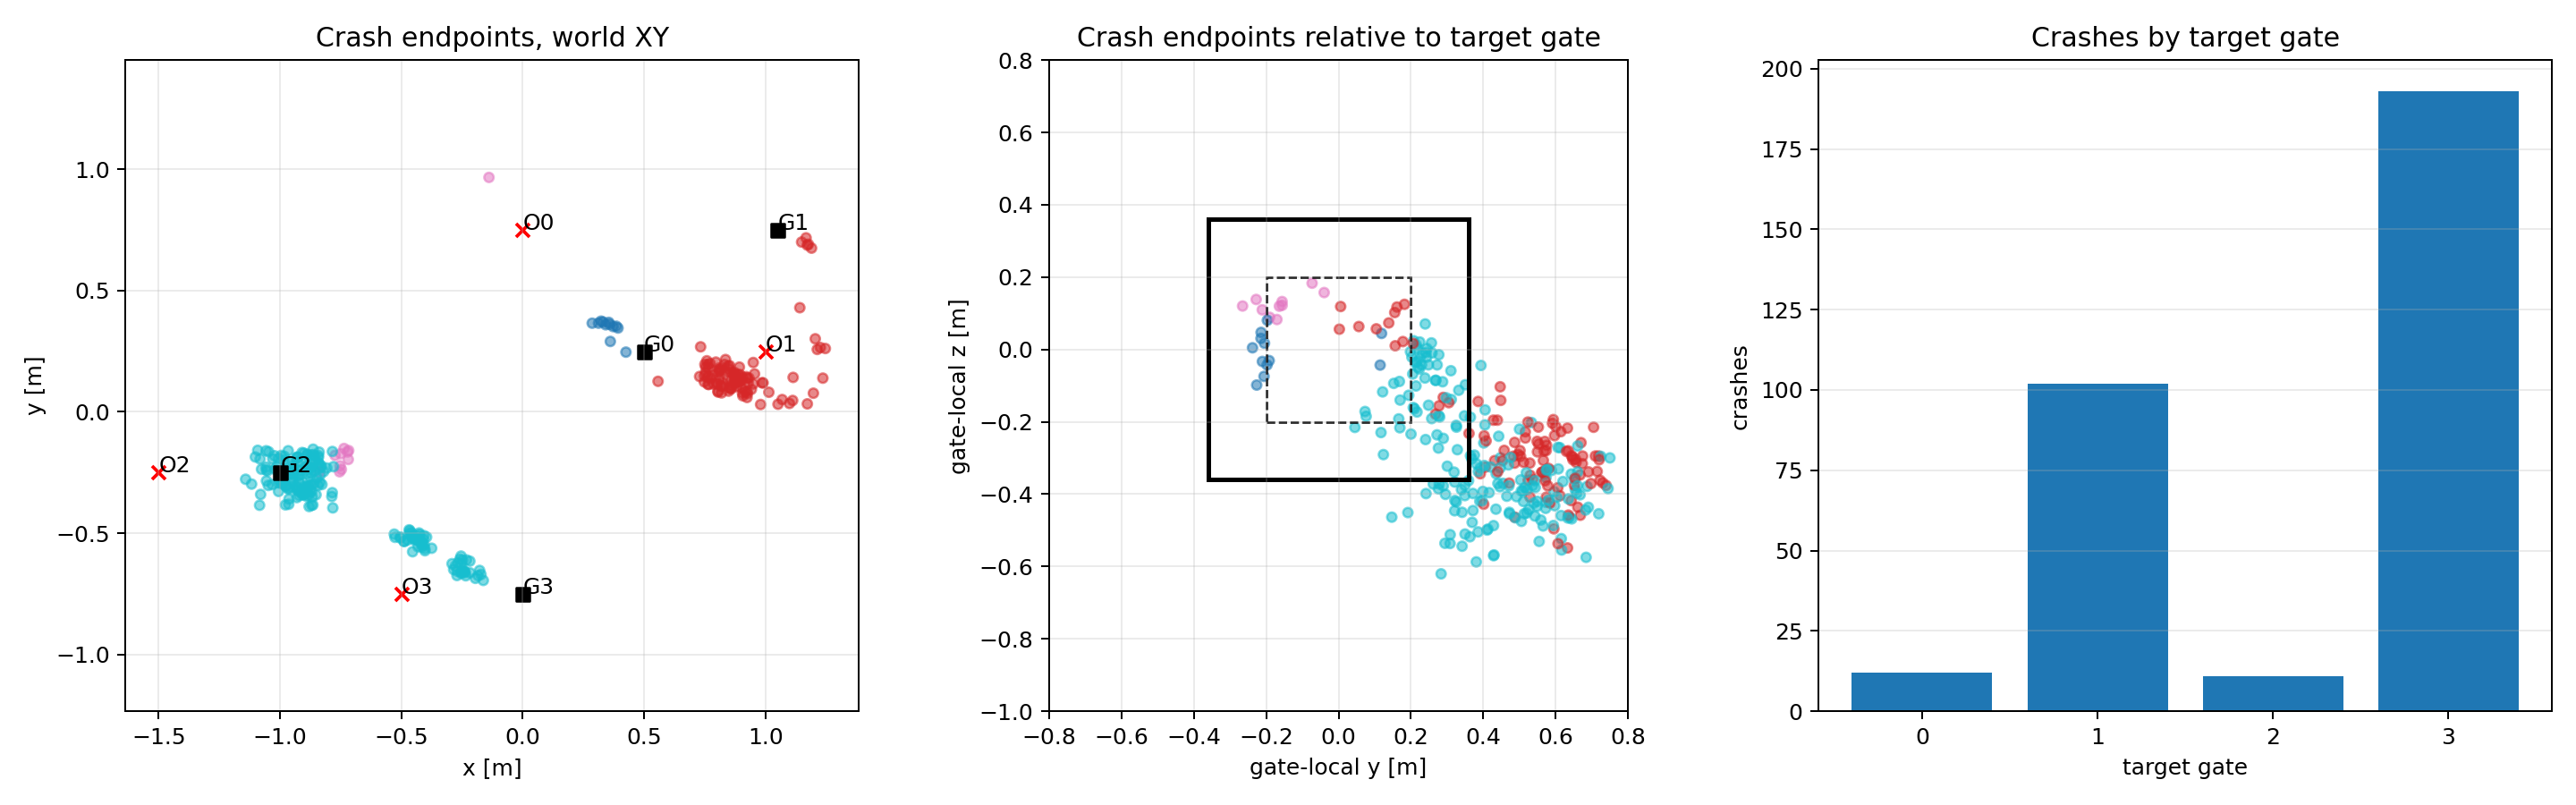 Crash endpoints, world XY
1.0
0.5
0.0
−0.5
−1.0
y [m]
−1.5
−1.0
−0.5
0.0
0.5
1.0
x [m]
O0
G1
G0
O1
O2
G2
O3
G3
Crash endpoints relative to target gate
0.8
0.6
0.4
0.2
0.0
−0.2
−0.4
−0.6
−0.8
−1.0
gate-local z [m]
−0.8
−0.6
−0.4
−0.2
0.0
0.2
0.4
0.6
0.8
gate-local y [m]
Crashes by target gate
200
175
150
125
100
75
50
25
0
crashes
0
1
2
3
target gate